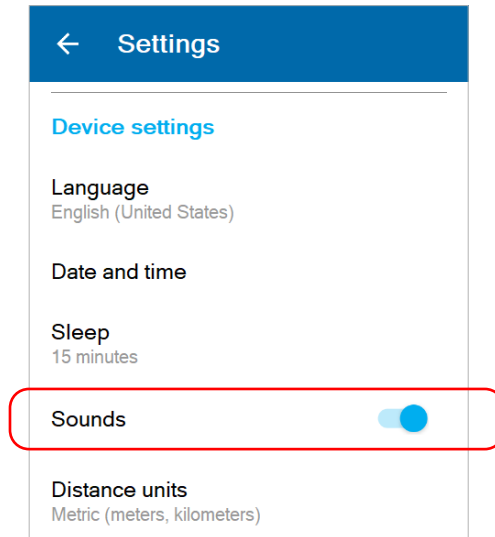 Settings
Device settings
Language
English (United States)
Date and time
Sleep
15 minutes
Sounds
Distance units
Metric (meters, kilometers)